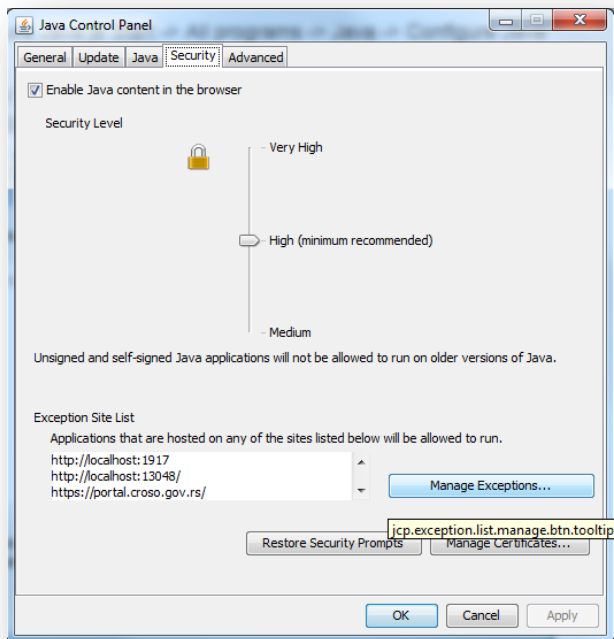 Java Control Panel
General Update Java Security Advanced
Enable Java content in the browser
Security Level
Very High
High (minimum recommended)
Medium
Unsigned and self-signed Java applications will not be allowed to run on older versions of Java.
Exception Site List
Applications that are hosted on any of the sites listed below will be allowed to run.
http://localhost:1917
http://localhost:13048/
https://portal.croso.gov.rs/
Manage Exceptions...
jcp.exception.list.manage.btn.tooltip
Restore Security Prompts Manage Certificates...
OK Cancel Apply